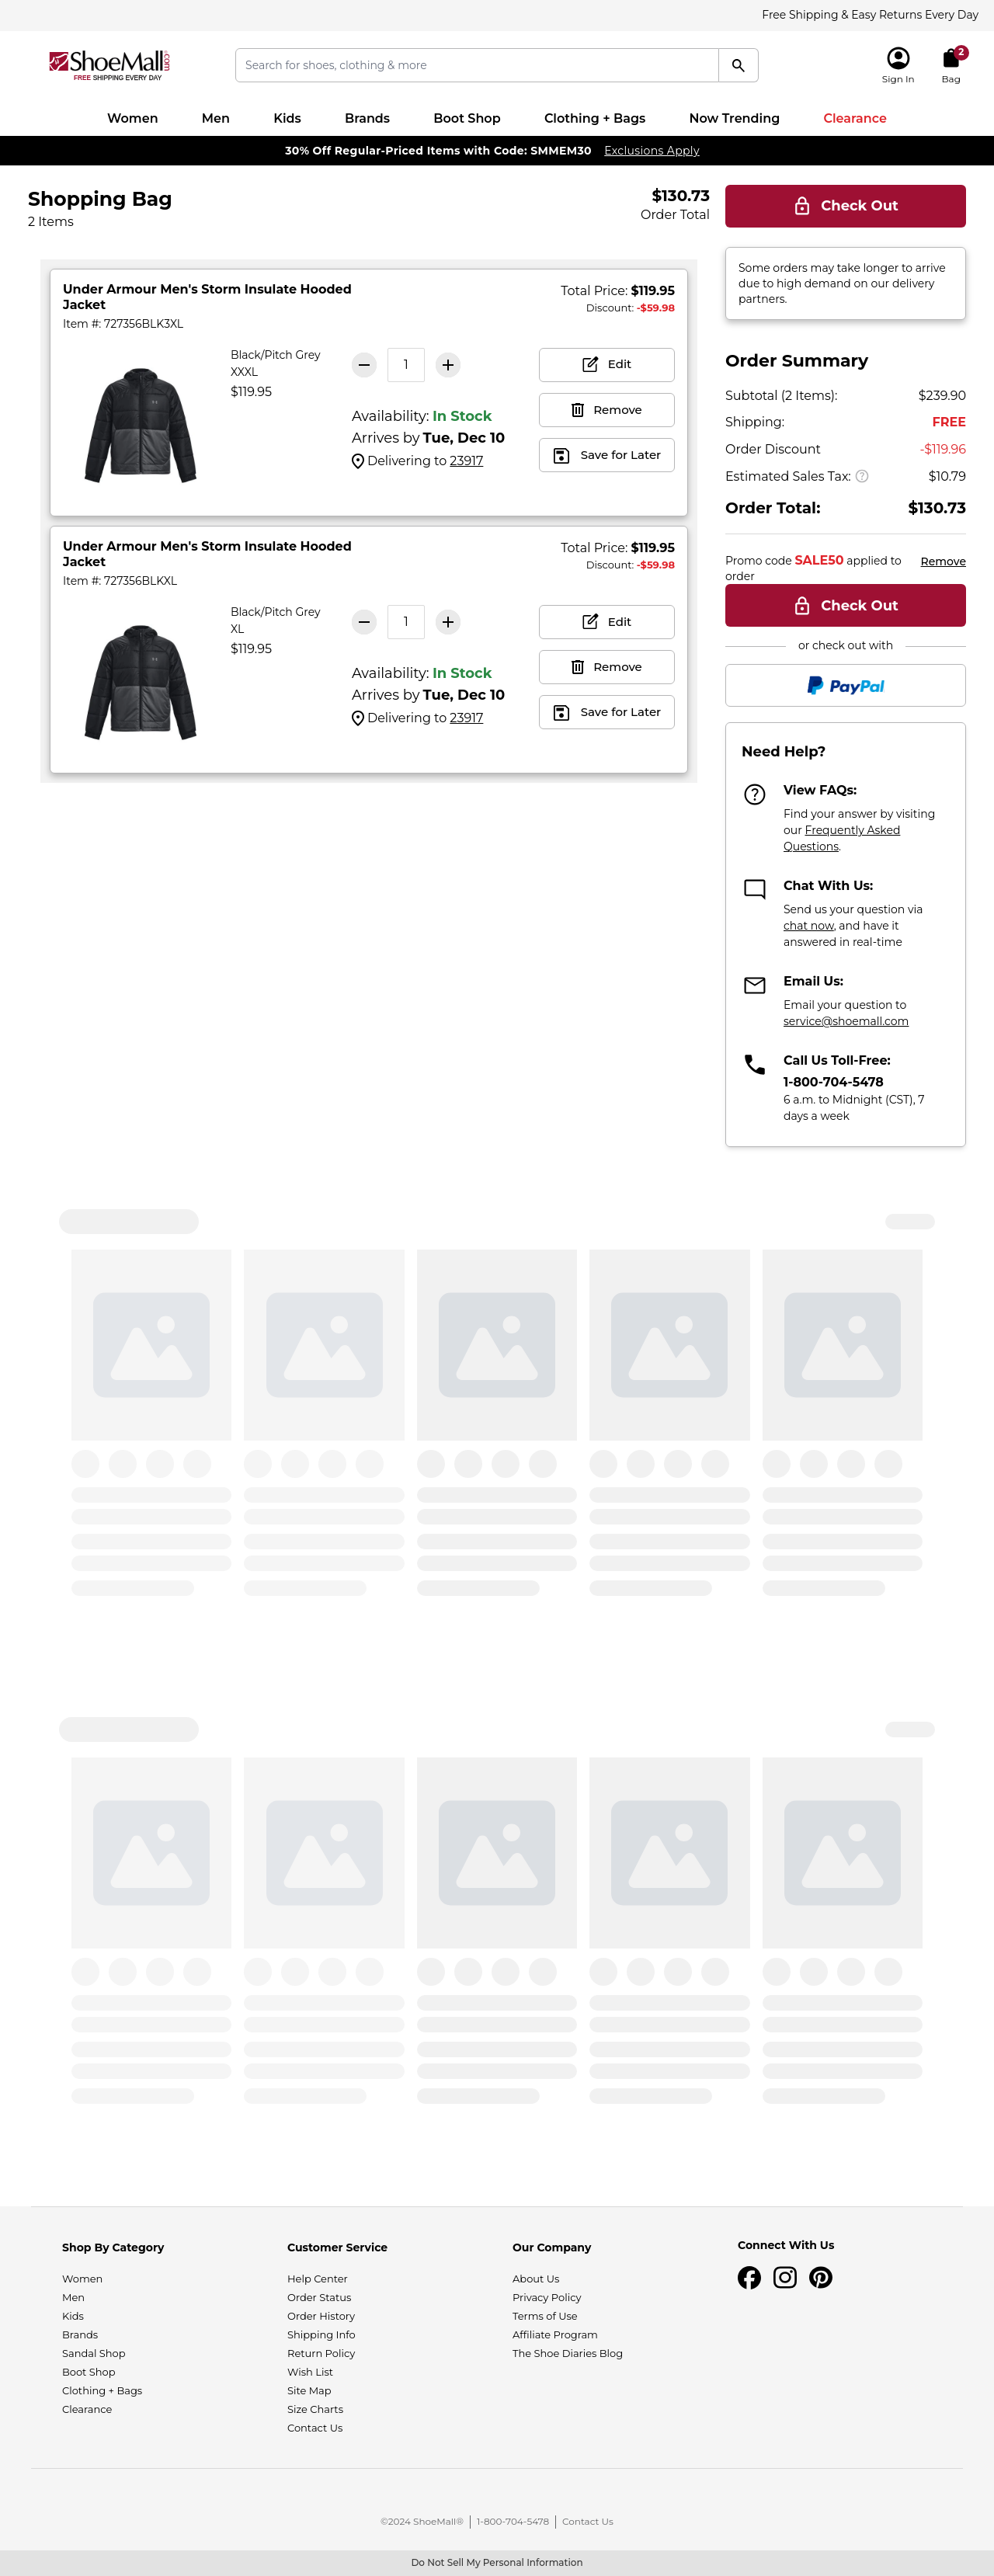 Free Shipping & Easy Returns Every Day
ShoeMall.com
FREE SHIPPING EVERY DAY
Search for shoes, clothing & more
Sign In
2
Bag
Women Men Kids Brands Boot Shop Clothing + Bags Now Trending Clearance
30% Off Regular-Priced Items with Code: SMMEM30 Exclusions Apply
Shopping Bag
2 Items
$130.73
Order Total
Check Out
Some orders may take longer to arrive
due to high demand on our delivery
partners.
Under Armour Men's Storm Insulate Hooded
Jacket
Item #: 727356BLK3XL
Total Price: $119.95
Discount: -$59.98
Black/Pitch Grey
XXXL
$119.95
1
Availability: In Stock
Arrives by Tue, Dec 10
Delivering to 23917
Edit
Remove
Save for Later
Under Armour Men's Storm Insulate Hooded
Jacket
Item #: 727356BLKXL
Total Price: $119.95
Discount: -$59.98
Black/Pitch Grey
XL
$119.95
1
Availability: In Stock
Arrives by Tue, Dec 10
Delivering to 23917
Edit
Remove
Save for Later
Order Summary
Subtotal (2 Items): $239.90
Shipping: FREE
Order Discount -$119.96
Estimated Sales Tax: $10.79
Order Total: $130.73
Promo code SALE50 applied to
order
Remove
Check Out
or check out with
PayPal
Need Help?
View FAQs:
Find your answer by visiting
our Frequently Asked
Questions.
Chat With Us:
Send us your question via
chat now, and have it
answered in real-time
Email Us:
Email your question to
service@shoemall.com
Call Us Toll-Free:
1-800-704-5478
6 a.m. to Midnight (CST), 7
days a week
Shop By Category
Women
Men
Kids
Brands
Sandal Shop
Boot Shop
Clothing + Bags
Clearance
Customer Service
Help Center
Order Status
Order History
Shipping Info
Return Policy
Wish List
Site Map
Size Charts
Contact Us
Our Company
About Us
Privacy Policy
Terms of Use
Affiliate Program
The Shoe Diaries Blog
Connect With Us
©2024 ShoeMall® | 1-800-704-5478 | Contact Us
Do Not Sell My Personal Information